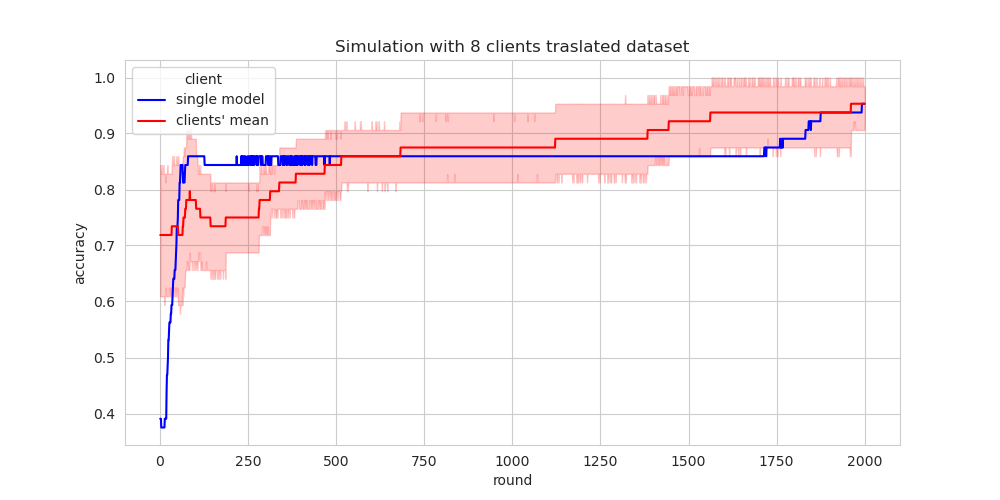 Simulation with 8 clients traslated dataset
client
single model
clients' mean
accuracy
1.0
0.9
0.8
0.7
0.6
0.5
0.4
0 250 500 750 1000 1250 1500 1750 2000
round